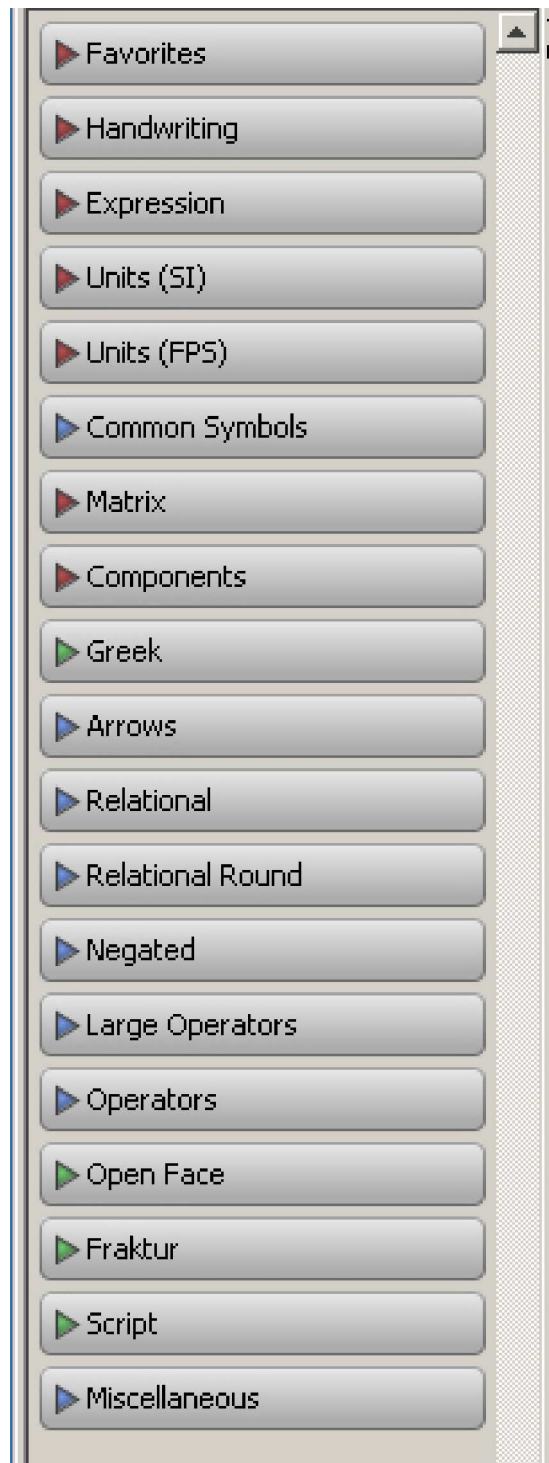 Favorites
Handwriting
Expression
Units (SI)
Units (FPS)
Common Symbols
Matrix
Components
Greek
Arrows
Relational
Relational Round
Negated
Large Operators
Operators
Open Face
Fraktur
Script
Miscellaneous